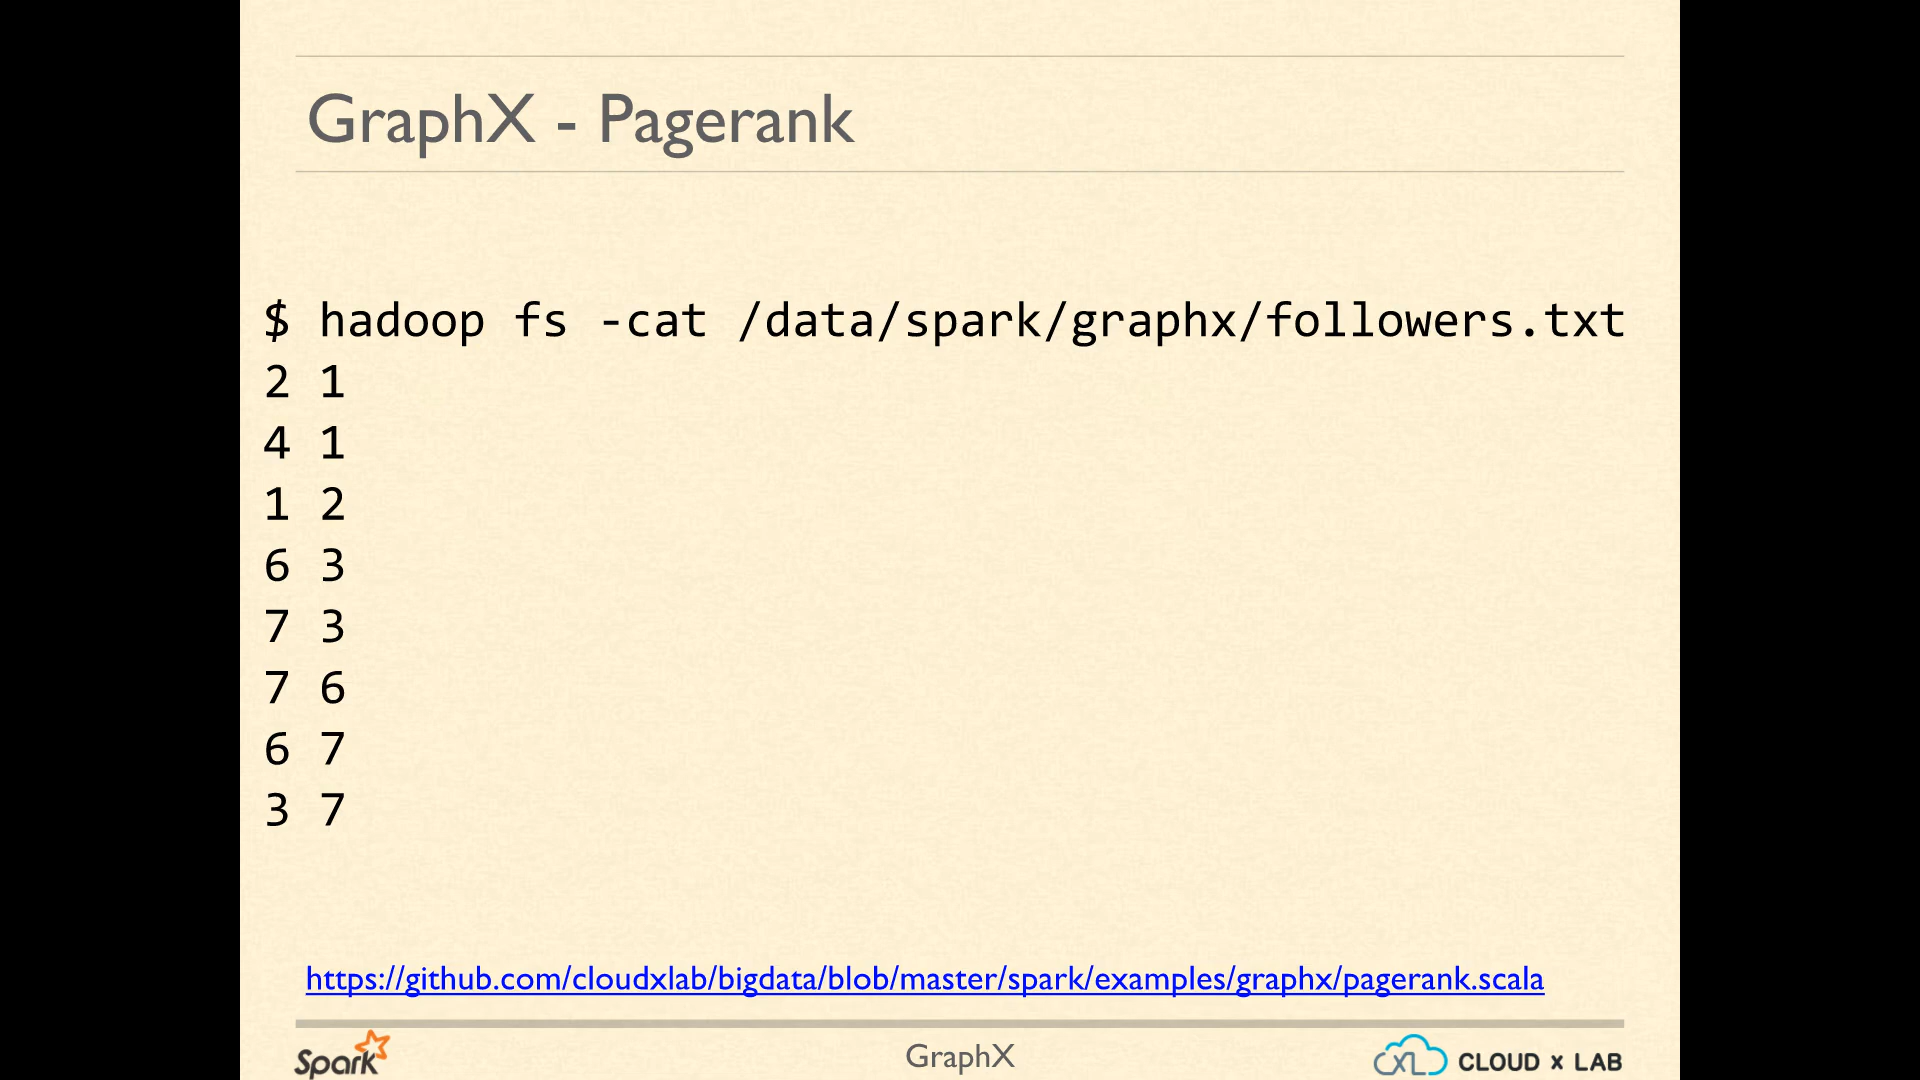 GraphX - Pagerank
$ hadoop fs -cat /data/spark/graphx/followers.txt
2 1
4 1
1 2
6 3
7 3
7 6
6 7
3 7
https://github.com/cloudxlab/bigdata/blob/master/spark/examples/graphx/pagerank.scala
Spark
GraphX
CXL CLOUD x LAB